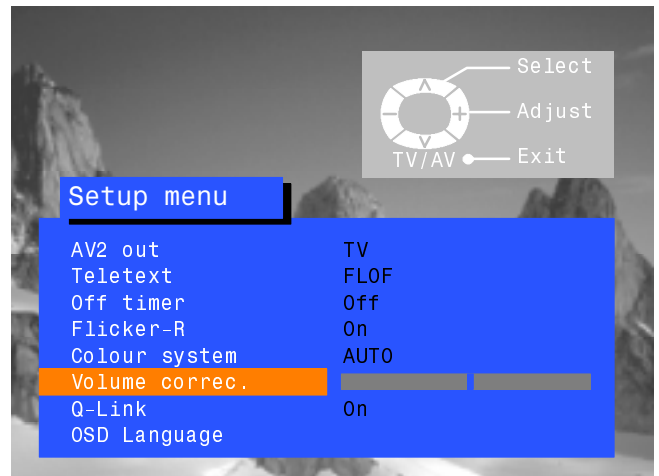 Select
Adjust
TV/AV Exit
Setup menu
AV2 out TV
Teletext FLOF
Off timer Off
Flicker-R On
Colour system AUTO
Volume correc.
Q-Link On
OSD Language